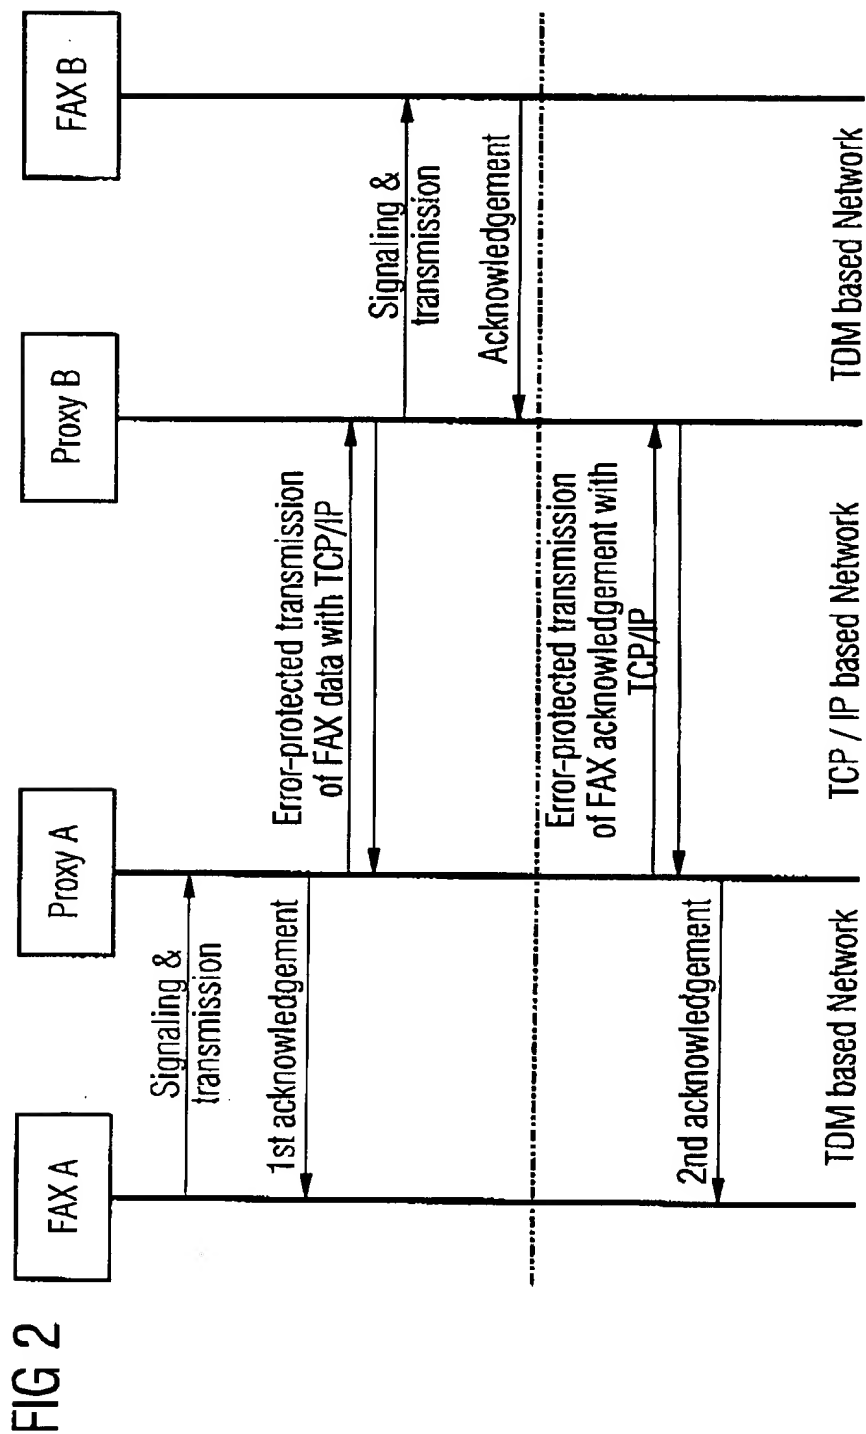 FIG 2
FAX A
Proxy A
Proxy B
FAX B
Signaling &
transmission
1st acknowledgement
Error-protected transmission
of FAX data with TCP/IP
Signaling &
transmission
Acknowledgement
Error-protected transmission
of FAX acknowledgement with
TCP/IP
2nd acknowledgement
TDM based Network
TCP / IP based Network
TDM based Network